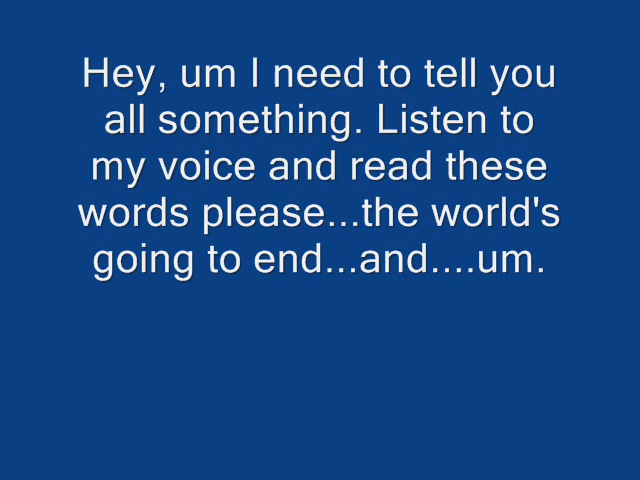 Hey, um I need to tell you
all something. Listen to
my voice and read these
words please...the world's
going to end...and....um.